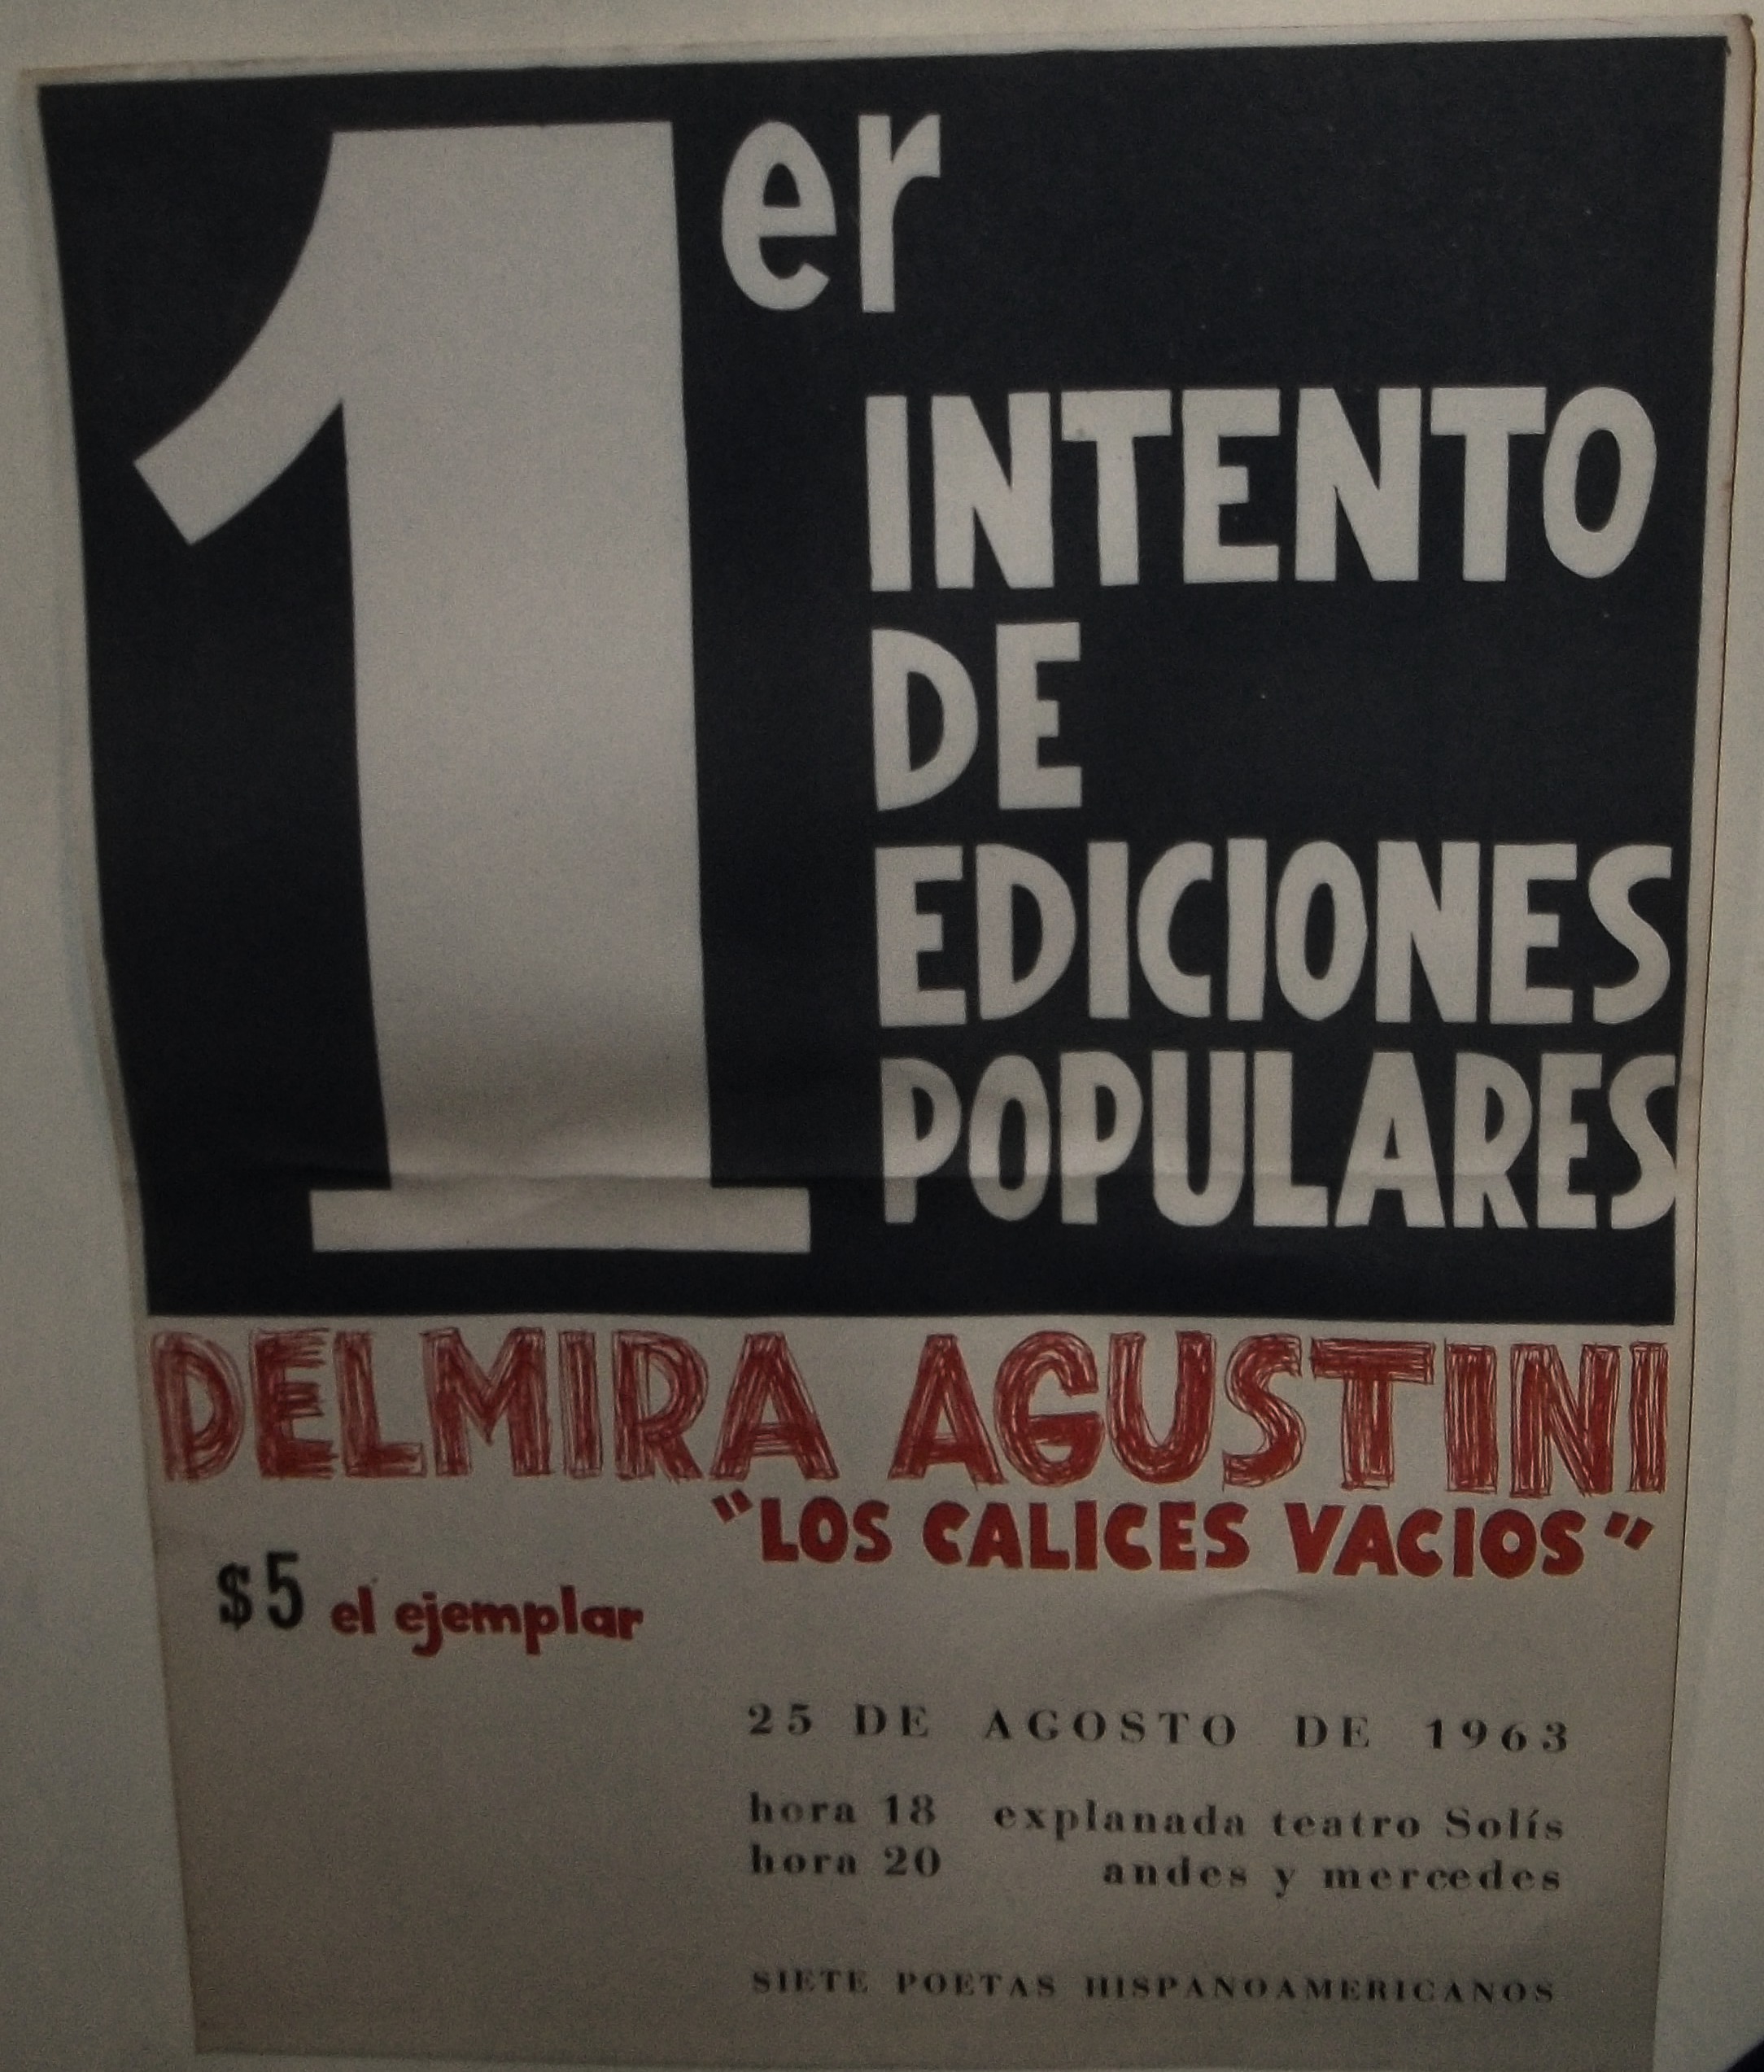 1er
INTENTO
DE
EDICIONES
POPULARES
DELMIRA AGUSTINI
"LOS CALICES VACIOS"
$5 el ejemplar
25 DE AGOSTO DE 1963
hora 18 explanada teatro Solís
hora 20 andes y mercedes
SIETE POETAS HISPANOAMERICANOS